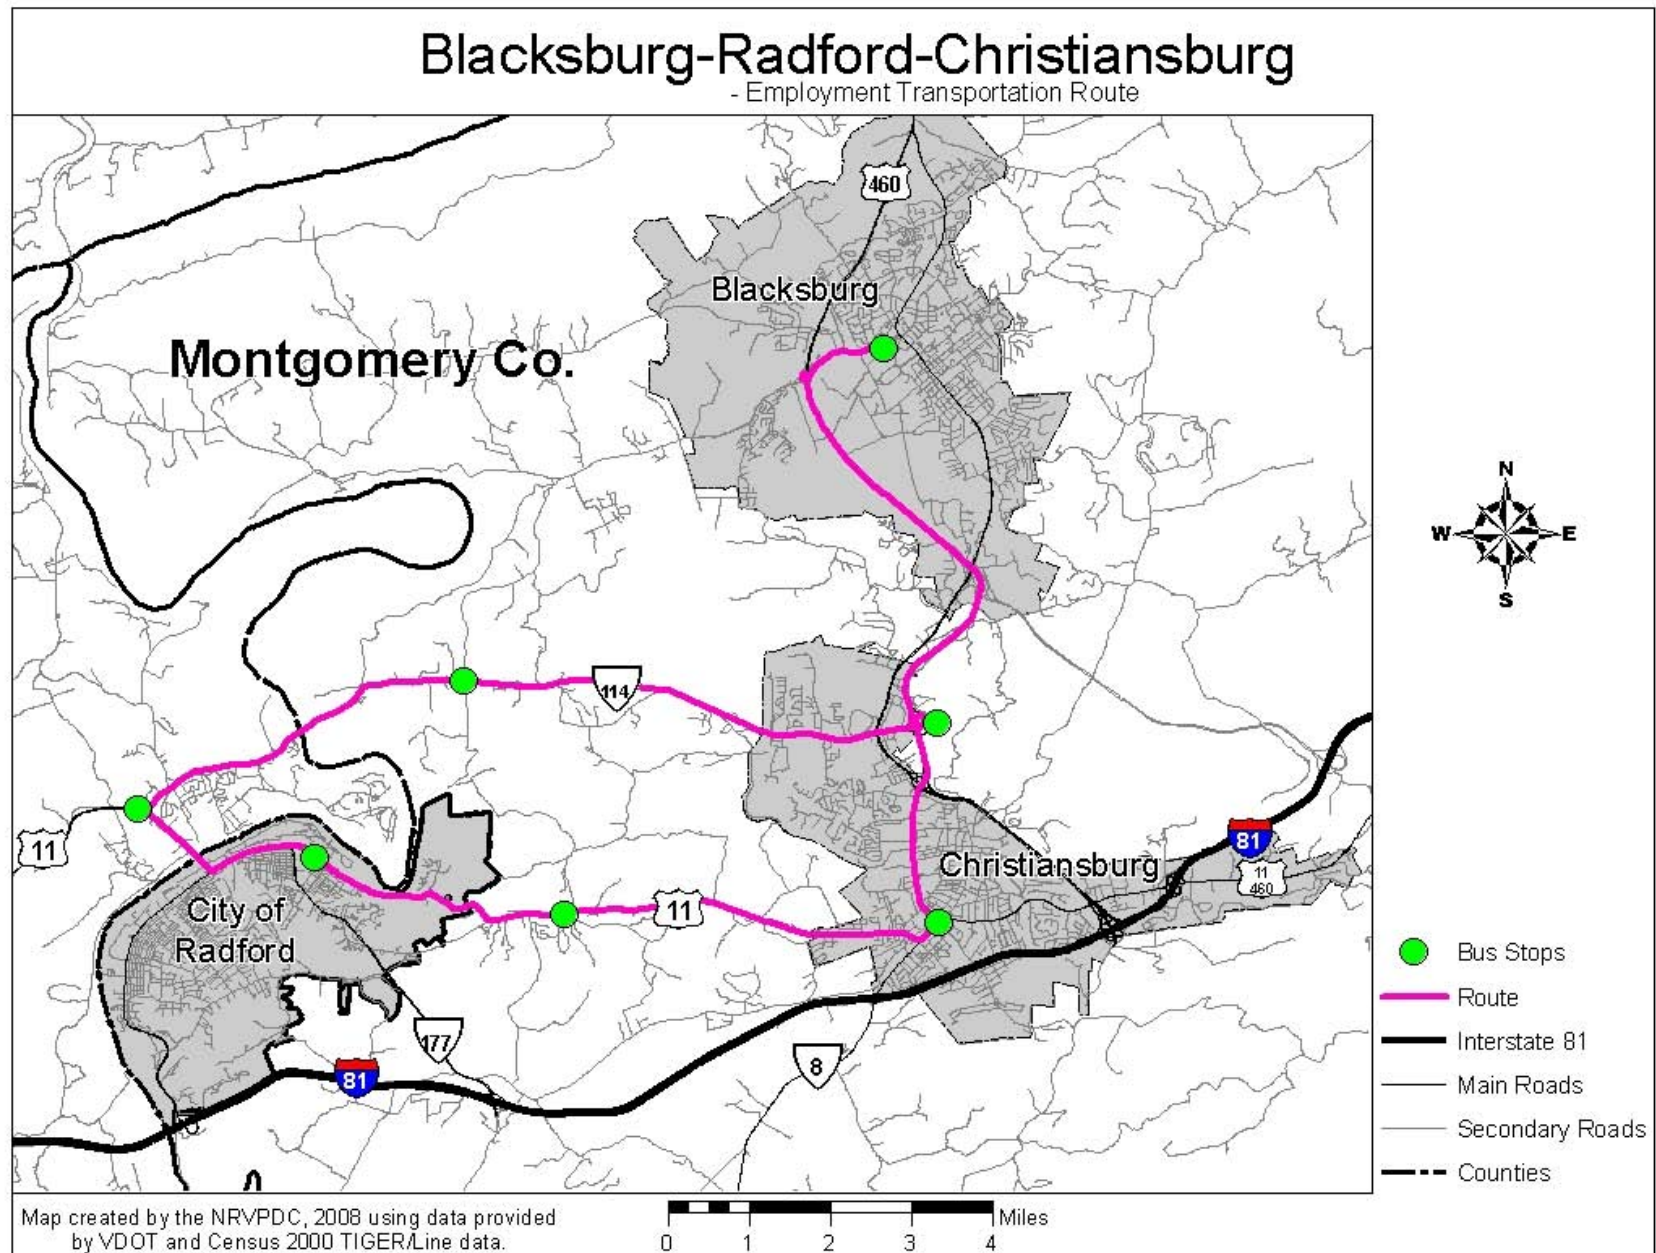 Blacksburg-Radford-Christiansburg
- Employment Transportation Route
460
Blacksburg
Montgomery Co.
N
W
E
S
114
11
81
11
460
Christiansburg
City of
Radford
11
177
81
8
Bus Stops
Route
Interstate 81
Main Roads
Secondary Roads
Counties
Map created by the NRVPDC, 2008 using data provided
by VDOT and Census 2000 TIGER/Line data.
Miles
0 1 2 3 4